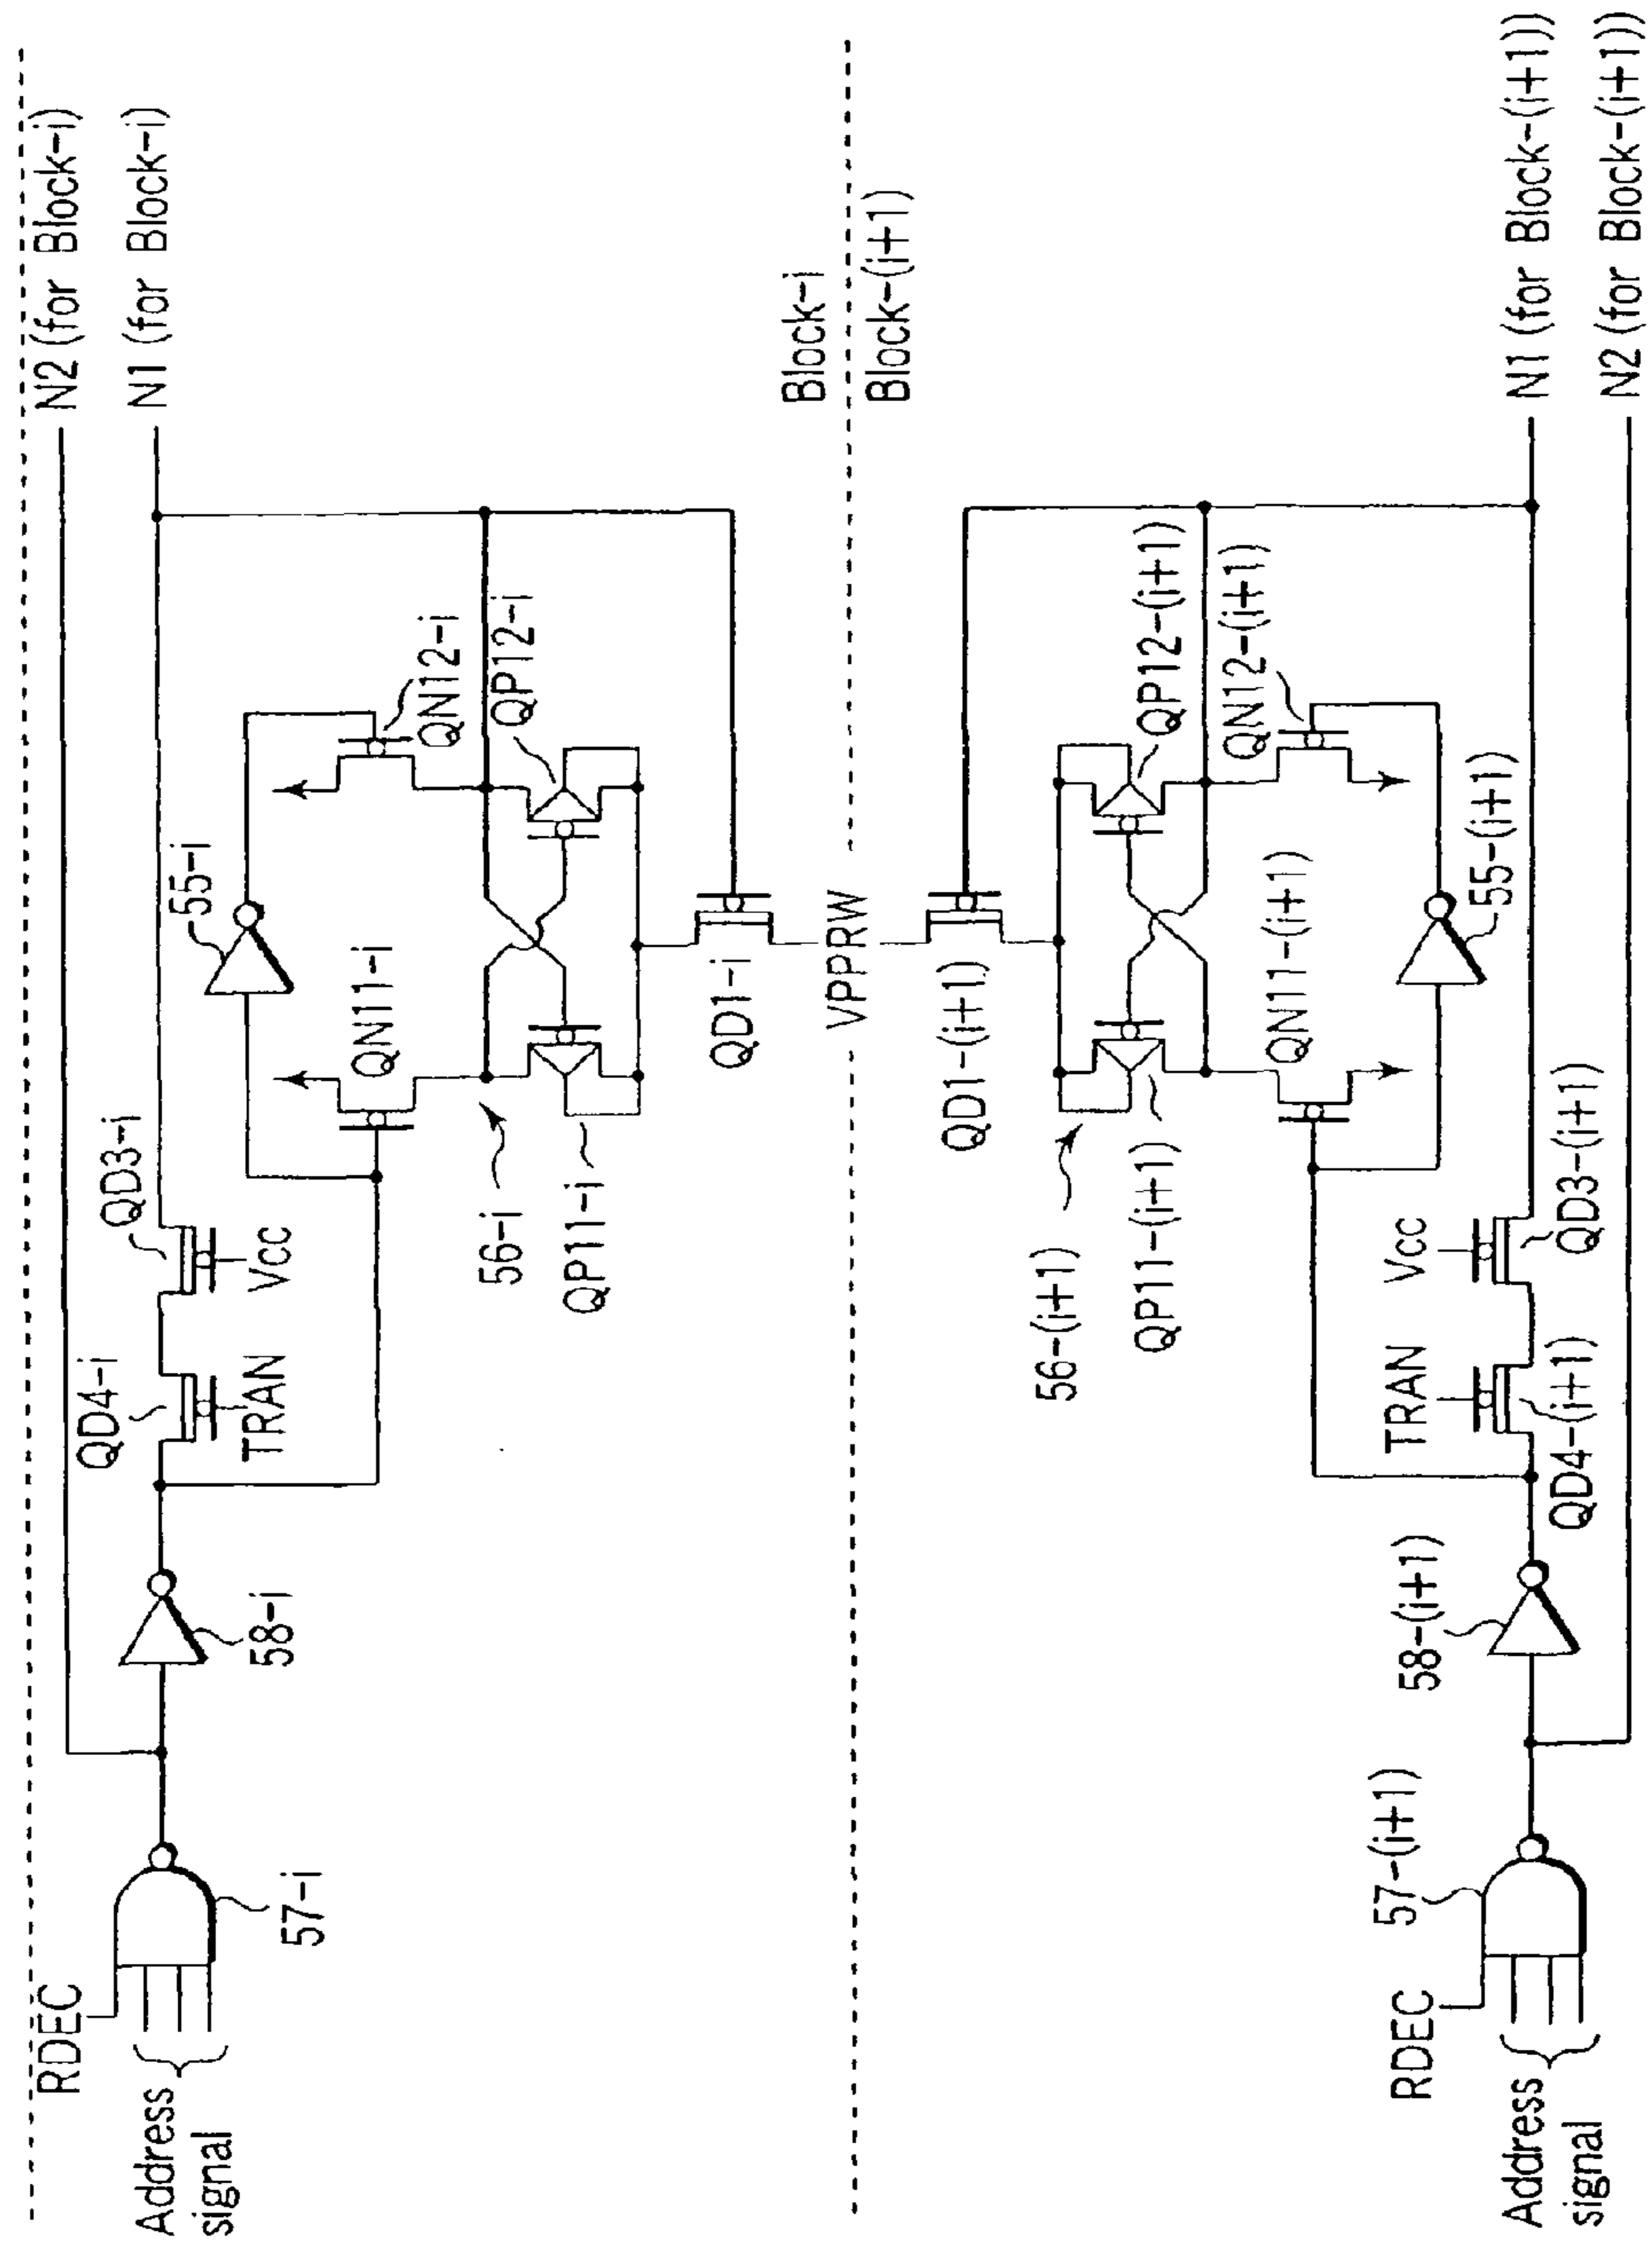 RDEC
Address
signal
57-i
58-i
QD4-i
TRAN
QD3-i
Vcc
N2 (for Block-i)
N1 (for Block-i)
55-i
QN11-i
QN12-i
56-i
QP11-i
QP12-i
QD1-i
Block-i
VPPRW
Block-(i+1)
QD1-(i+1)
56-(i+1)
QP11-(i+1)
QP12-(i+1)
QN12-(i+1)
QN11-(i+1)
55-(i+1)
RDEC
Address
signal
57-(i+1)
58-(i+1)
TRAN
QD4-(i+1)
Vcc
QD3-(i+1)
N1 (for Block-(i+1))
N2 (for Block-(i+1))